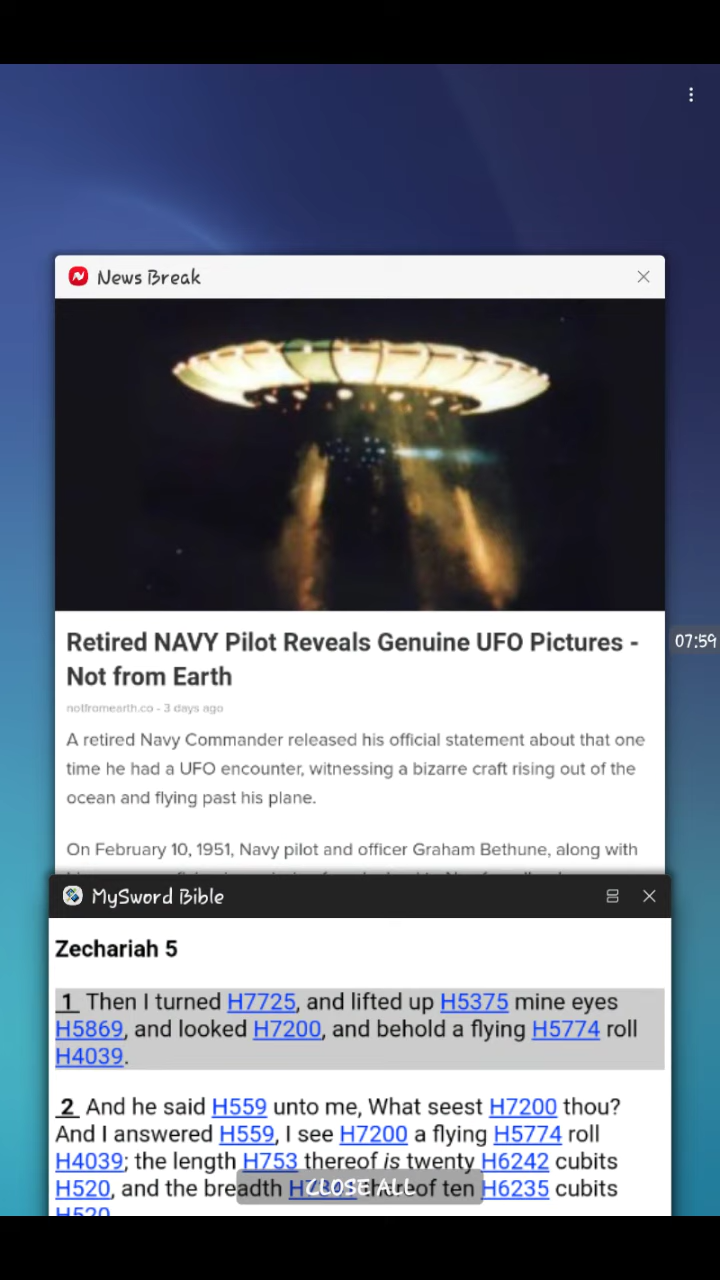 News Break
Retired NAVY Pilot Reveals Genuine UFO Pictures -
Not from Earth
07:59
notfromearth.co - 3 days ago
A retired Navy Commander released his official statement about that one
time he had a UFO encounter, witnessing a bizarre craft rising out of the
ocean and flying past his plane.
On February 10, 1951, Navy pilot and officer Graham Bethune, along with
MySword Bible
Zechariah 5
1 Then I turned H7725, and lifted up H5375 mine eyes
H5869, and looked H7200, and behold a flying H5774 roll
H4039.
2 And he said H559 unto me, What seest H7200 thou?
And I answered H559, I see H7200 a flying H5774 roll
H4039; the length H753 thereof is twenty H6242 cubits
H520, and the breadth thereof ten H6235 cubits
CLOSE ALL
H520